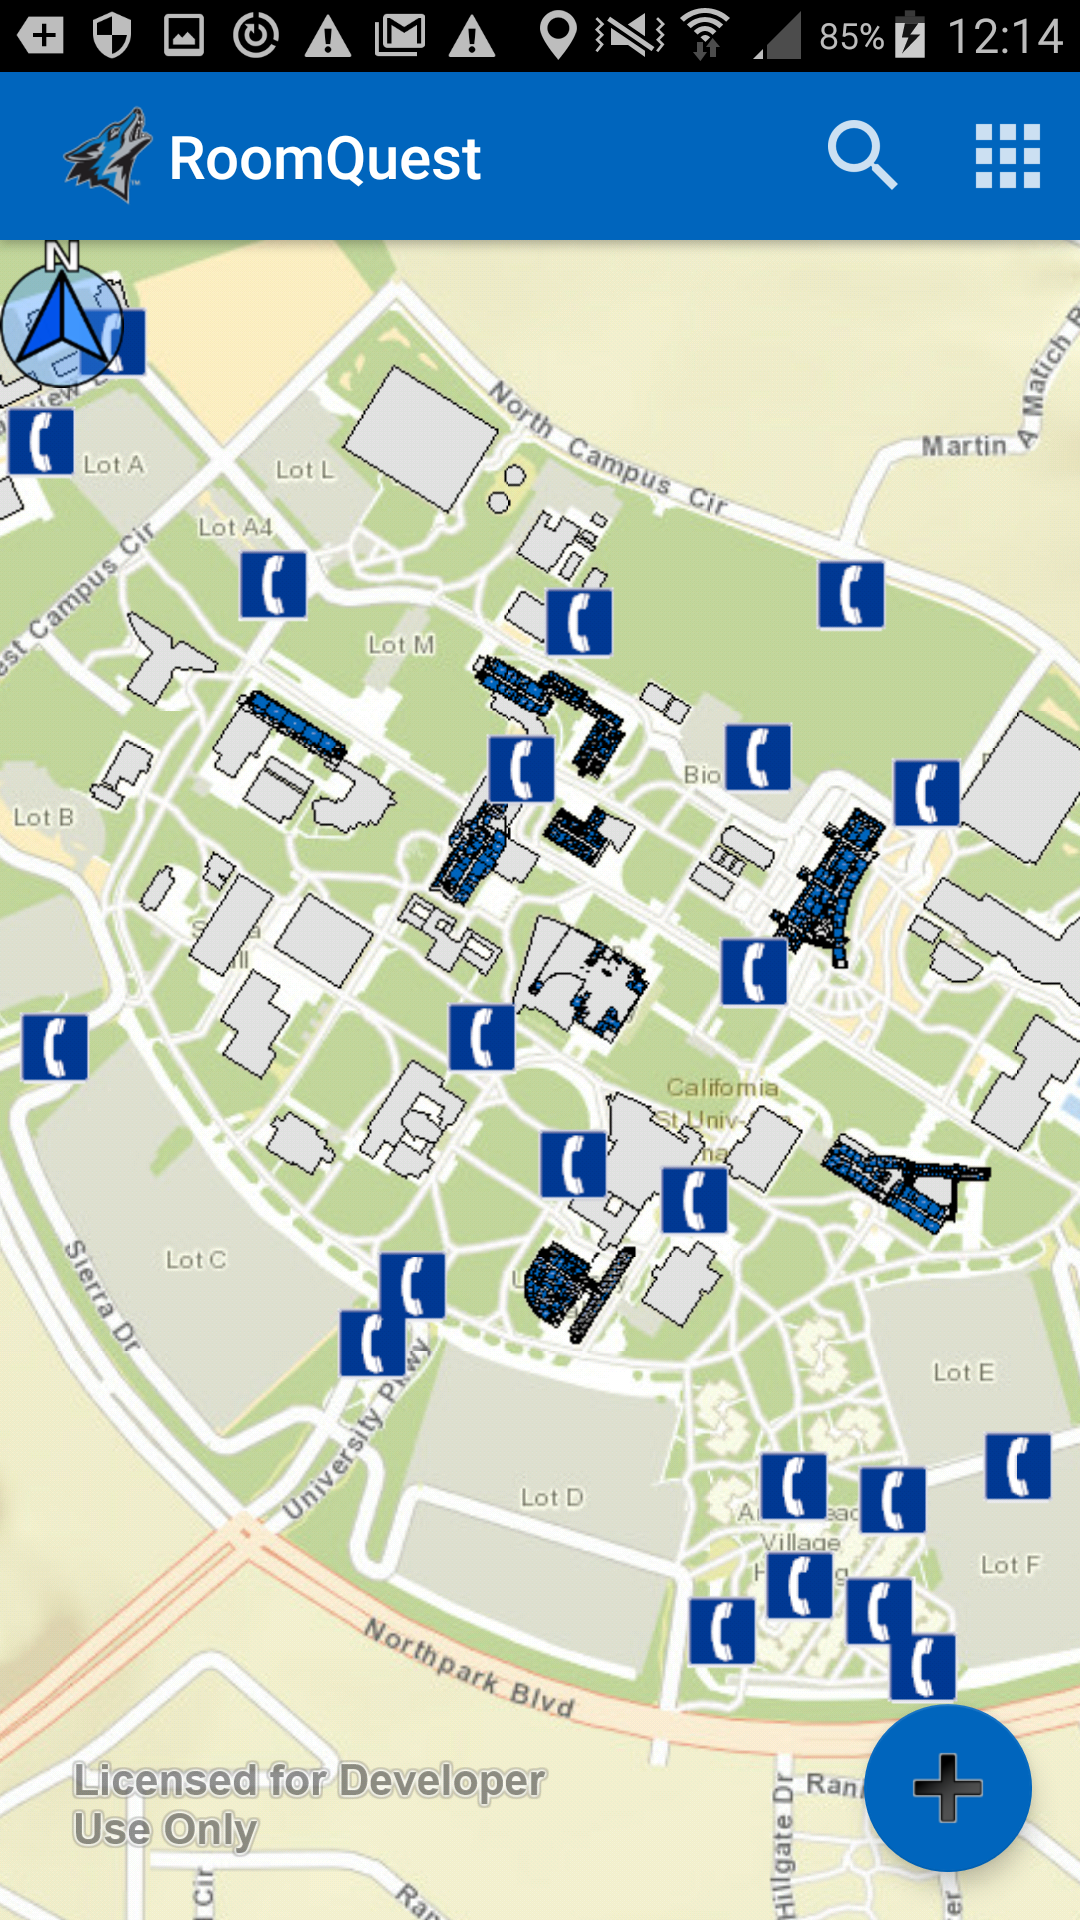 85% 12:14
RoomQuest
N
North Campus Cir
Martin A Matich
Lot A
Lot L
Lot A4
Campus Cir
Lot M
Bio
Lot B
California
St Univ-
Lot C
Sierra Dr
University Pkwy
Lot E
Lot D
Village
Lot F
Northpark Blvd
Licensed for Developer
Use Only
Hillgate Dr
Cir